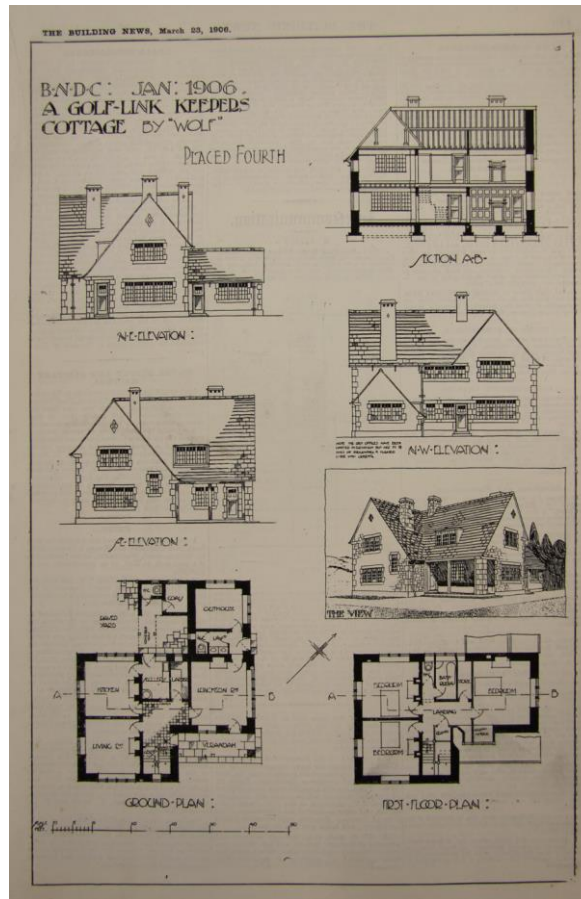 THE BUILDING NEWS, March 23, 1906.
B·N·D·C: JAN: 1906.
A GOLF-LINK KEEPERS
COTTAGE BY "WOLF"
PLACED FOURTH
SECTION A·B·
N·E·ELEVATION:
N·W·ELEVATION:
ELEVATION:
THE VIEW
W.C.
COALS
PAVED
YARD
LAV
A
KITCHEN
LARDER
LUNCHEON RM
B
LIVING RM
VERANDAH
GROUND·PLAN:
A
BEDROOM
BATH
ROOM
BEDROOM
B
LANDING
BEDROOM
FIRST·FLOOR·PLAN: